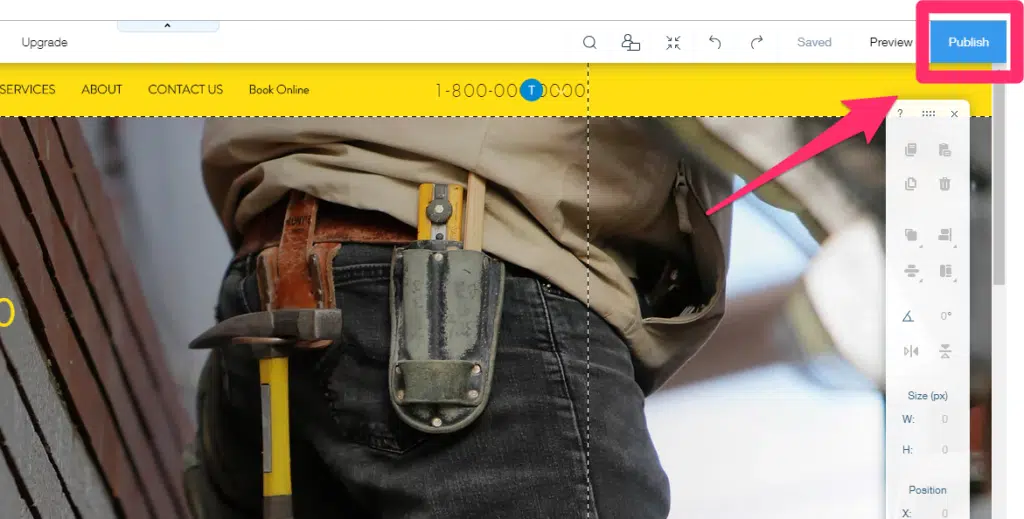 Upgrade
Saved
Preview
Publish
SERVICES
ABOUT
CONTACT US
Book Online
1-800-00
T
0000
?
0°
Size (px)
W:
0
H:
0
Position
X:
0